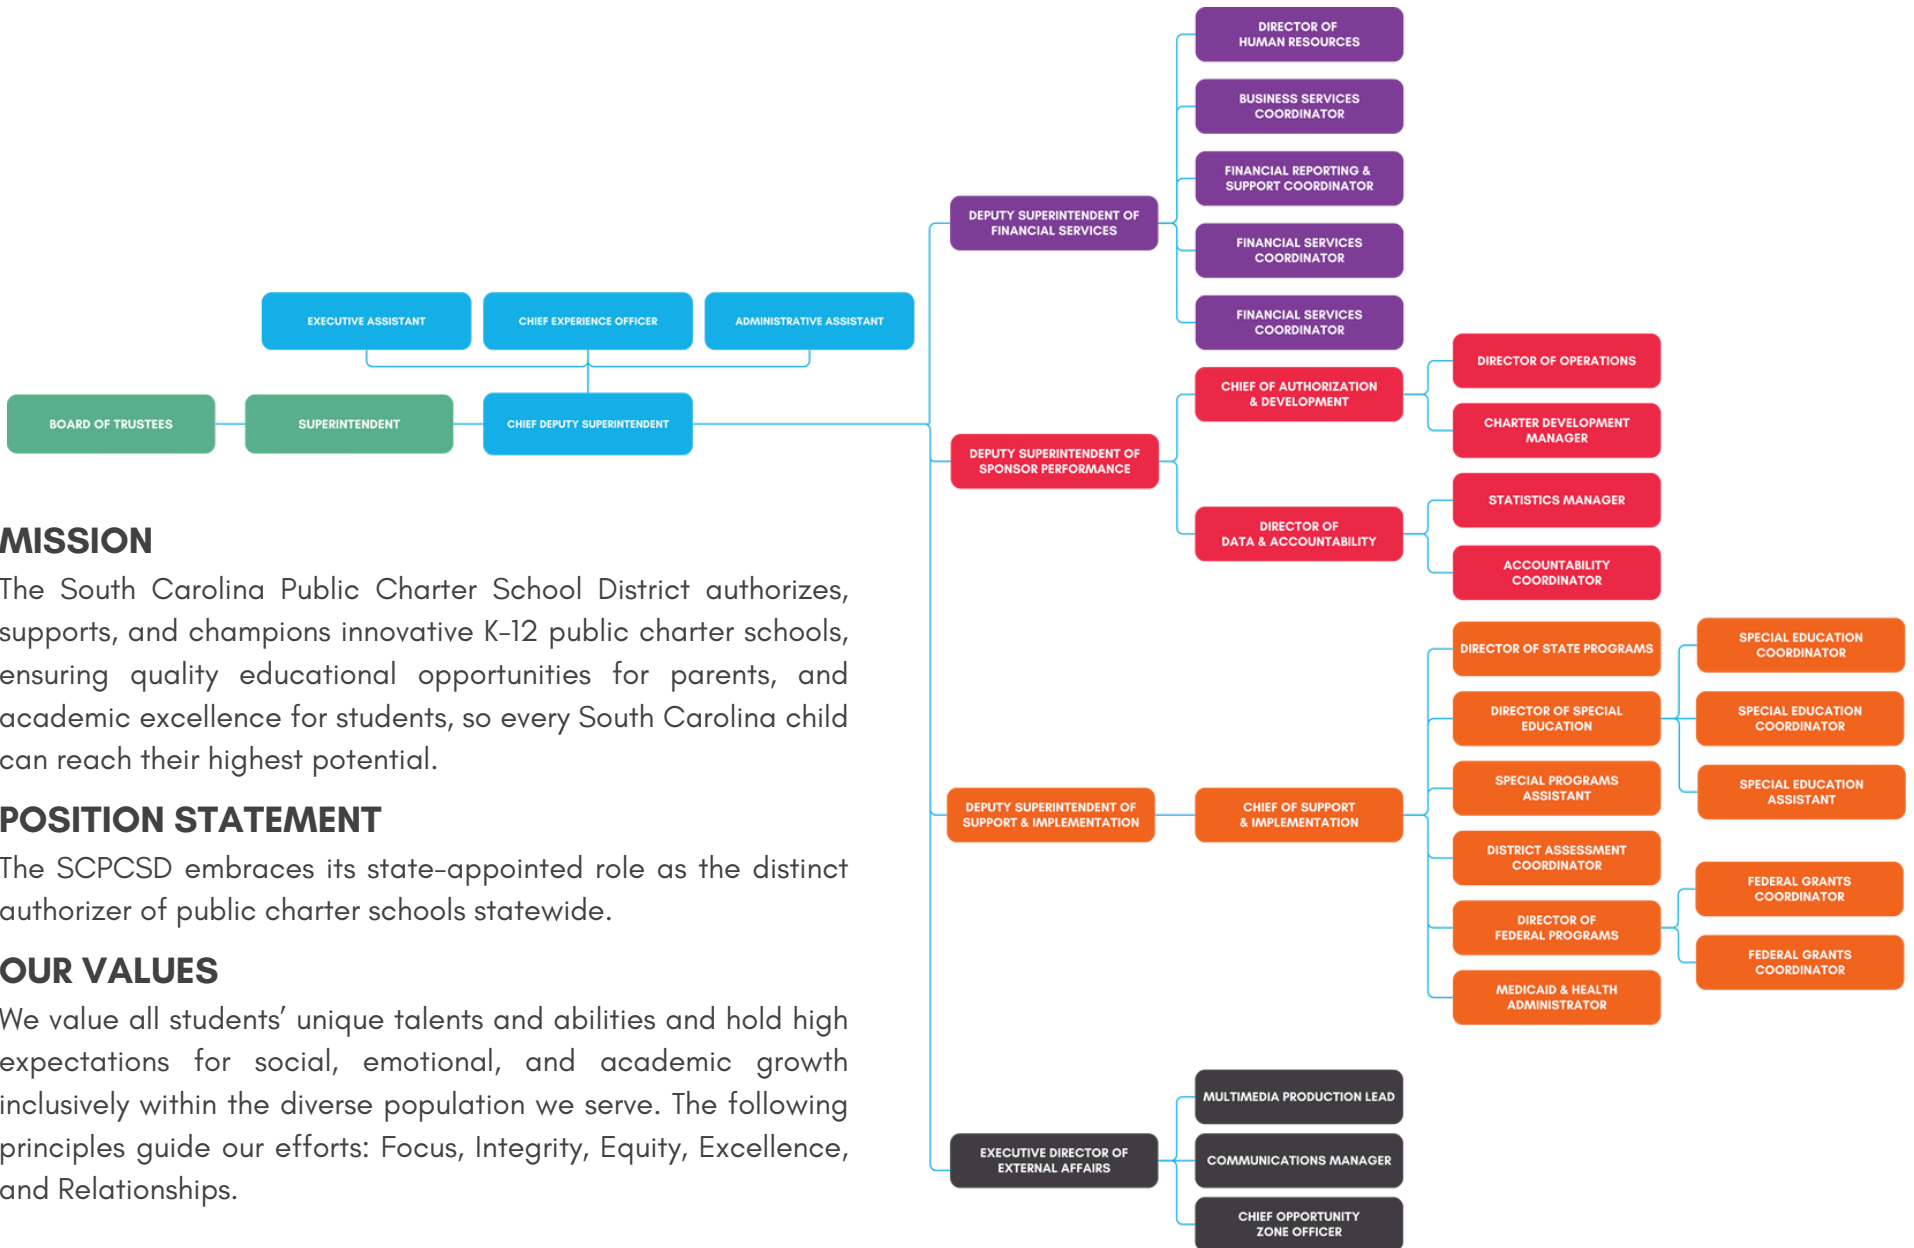 DIRECTOR OF
HUMAN RESOURCES
BUSINESS SERVICES
COORDINATOR
FINANCIAL REPORTING &
SUPPORT COORDINATOR
DEPUTY SUPERINTENDENT OF
FINANCIAL SERVICES
FINANCIAL SERVICES
COORDINATOR
FINANCIAL SERVICES
COORDINATOR
EXECUTIVE ASSISTANT
CHIEF EXPERIENCE OFFICER
ADMINISTRATIVE ASSISTANT
BOARD OF TRUSTEES
SUPERINTENDENT
CHIEF DEPUTY SUPERINTENDENT
DEPUTY SUPERINTENDENT OF
SPONSOR PERFORMANCE
CHIEF OF AUTHORIZATION
& DEVELOPMENT
DIRECTOR OF OPERATIONS
CHARTER DEVELOPMENT
MANAGER
DIRECTOR OF
DATA & ACCOUNTABILITY
STATISTICS MANAGER
ACCOUNTABILITY
COORDINATOR
MISSION
The South Carolina Public Charter School District authorizes,
supports, and champions innovative K-12 public charter schools,
ensuring quality educational opportunities for parents, and
academic excellence for students, so every South Carolina child
can reach their highest potential.
POSITION STATEMENT
The SCPCSD embraces its state-appointed role as the distinct
authorizer of public charter schools statewide.
OUR VALUES
We value all students’ unique talents and abilities and hold high
expectations for social, emotional, and academic growth
inclusively within the diverse population we serve. The following
principles guide our efforts: Focus, Integrity, Equity, Excellence,
and Relationships.
DEPUTY SUPERINTENDENT OF
SUPPORT & IMPLEMENTATION
CHIEF OF SUPPORT
& IMPLEMENTATION
DIRECTOR OF STATE PROGRAMS
DIRECTOR OF SPECIAL
EDUCATION
SPECIAL EDUCATION
COORDINATOR
SPECIAL EDUCATION
COORDINATOR
SPECIAL EDUCATION
ASSISTANT
SPECIAL PROGRAMS
ASSISTANT
DISTRICT ASSESSMENT
COORDINATOR
DIRECTOR OF
FEDERAL PROGRAMS
FEDERAL GRANTS
COORDINATOR
FEDERAL GRANTS
COORDINATOR
MEDICAID & HEALTH
ADMINISTRATOR
EXECUTIVE DIRECTOR OF
EXTERNAL AFFAIRS
MULTIMEDIA PRODUCTION LEAD
COMMUNICATIONS MANAGER
CHIEF OPPORTUNITY
ZONE OFFICER